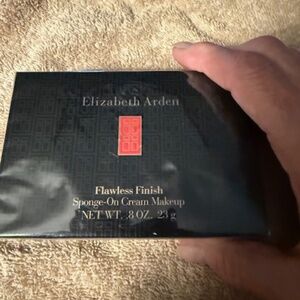 Elizabeth Arden
Flawless Finish
Sponge-On Cream Makeup
NET WT. .8 OZ. 23 g